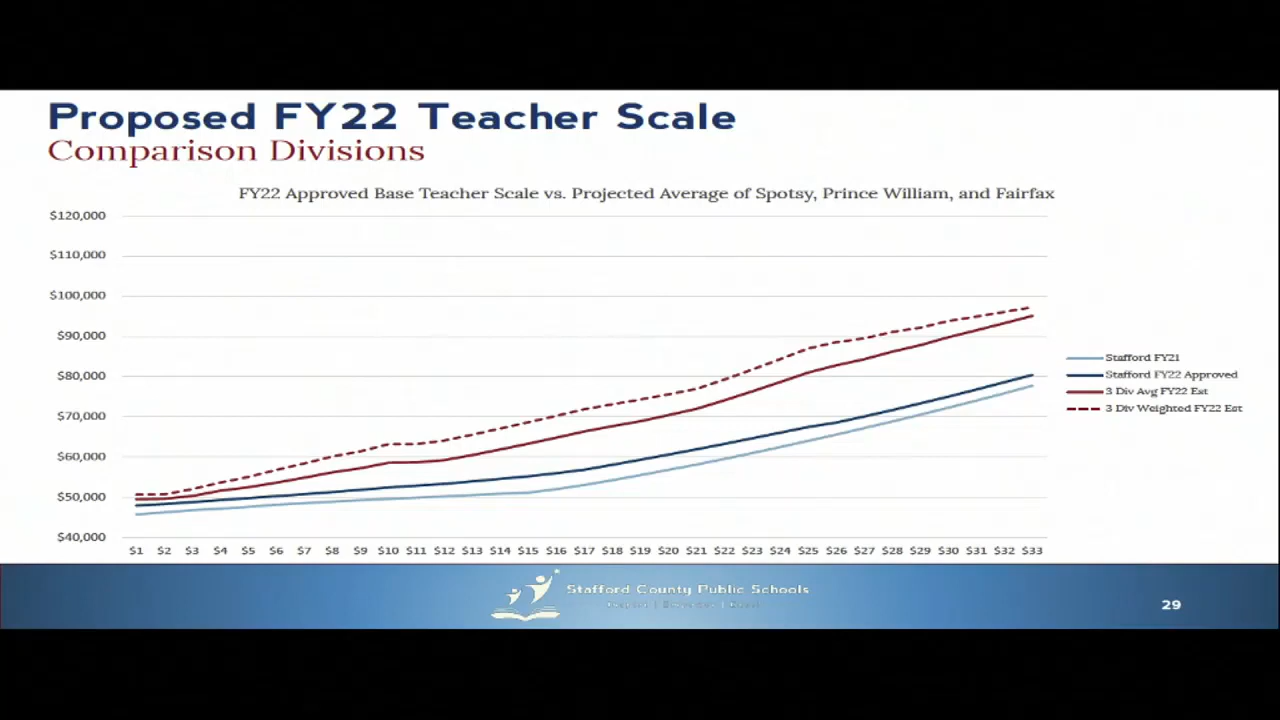 Proposed FY22 Teacher Scale
Comparison Divisions
FY22 Approved Base Teacher Scale vs. Projected Average of Spotsy, Prince William, and Fairfax
$120,000
$110,000
$100,000
$90,000
$80,000
$70,000
$60,000
$50,000
$40,000
$1 $2 $3 $4 $5 $6 $7 $8 $9 $10 $11 $12 $13 $14 $15 $16 $17 $18 $19 $20 $21 $22 $23 $24 $25 $26 $27 $28 $29 $30 $31 $32 $33
Stafford FY21
Stafford FY22 Approved
3 Div Avg FY22 Est
3 Div Weighted FY22 Est
Stafford County Public Schools
29